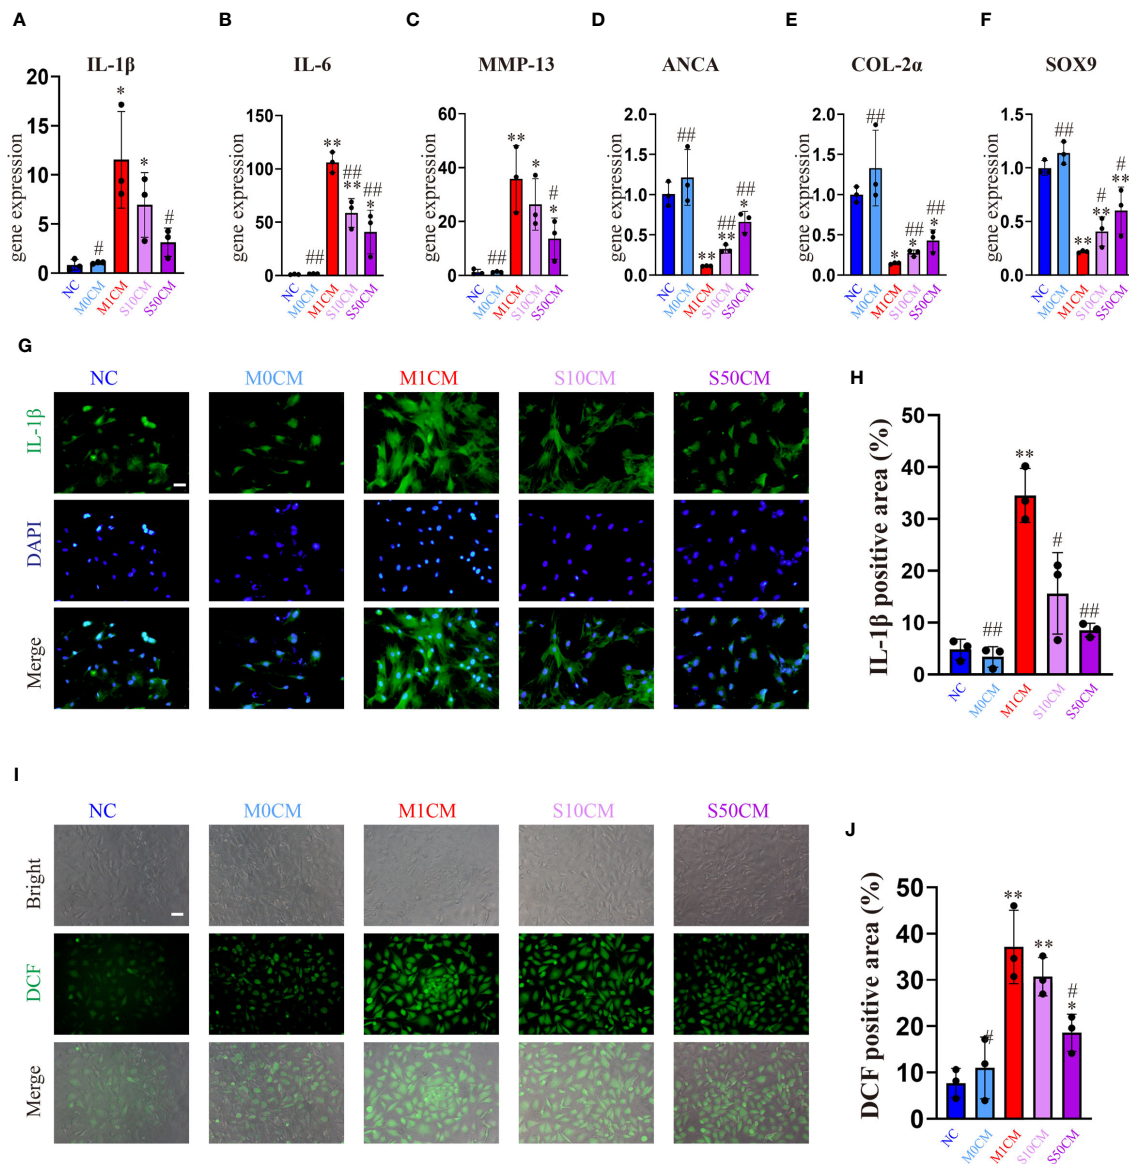 A
B
C
D
E
F
IL-1β
IL-6
MMP-13
ANCA
COL-2α
SOX9
gene expression
20
15
10
5
0
*
#
*
*
#
NC
M0CM
M1CM
S10CM
S50CM
gene expression
150
100
50
0
##
**
##
**
##
*
NC
M0CM
M1CM
S10CM
S50CM
gene expression
60
40
20
0
##
**
*
#
*
NC
M0CM
M1CM
S10CM
S50CM
gene expression
2.0
1.5
1.0
0.5
0.0
##
**
##
**
##
*
NC
M0CM
M1CM
S10CM
S50CM
gene expression
2.0
1.5
1.0
0.5
0.0
##
*
##
*
##
*
NC
M0CM
M1CM
S10CM
S50CM
gene expression
1.5
1.0
0.5
0.0
##
**
#
**
#
**
NC
M0CM
M1CM
S10CM
S50CM
G
NC
M0CM
M1CM
S10CM
S50CM
IL-1β
DAPI
Merge
H
IL-1β positive area (%)
50
40
30
20
10
0
##
**
#
##
NC
M0CM
M1CM
S10CM
S50CM
I
NC
M0CM
M1CM
S10CM
S50CM
Bright
DCF
Merge
J
DCF positive area (%)
50
40
30
20
10
0
#
**
**
#
*
NC
M0CM
M1CM
S10CM
S50CM